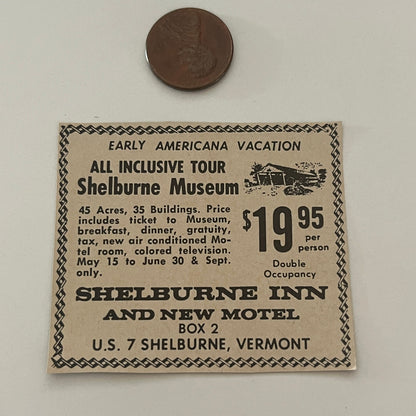 EARLY AMERICANA VACATION
ALL INCLUSIVE TOUR
Shelburne Museum
45 Acres, 35 Buildings. Price
includes ticket to Museum,
breakfast, dinner, gratuity,
tax, new air conditioned Mo-
tel room, colored television.
May 15 to June 30 & Sept.
only.
$19.95
per
person
Double
Occupancy
SHELBURNE INN
AND NEW MOTEL
BOX 2
U.S. 7 SHELBURNE, VERMONT